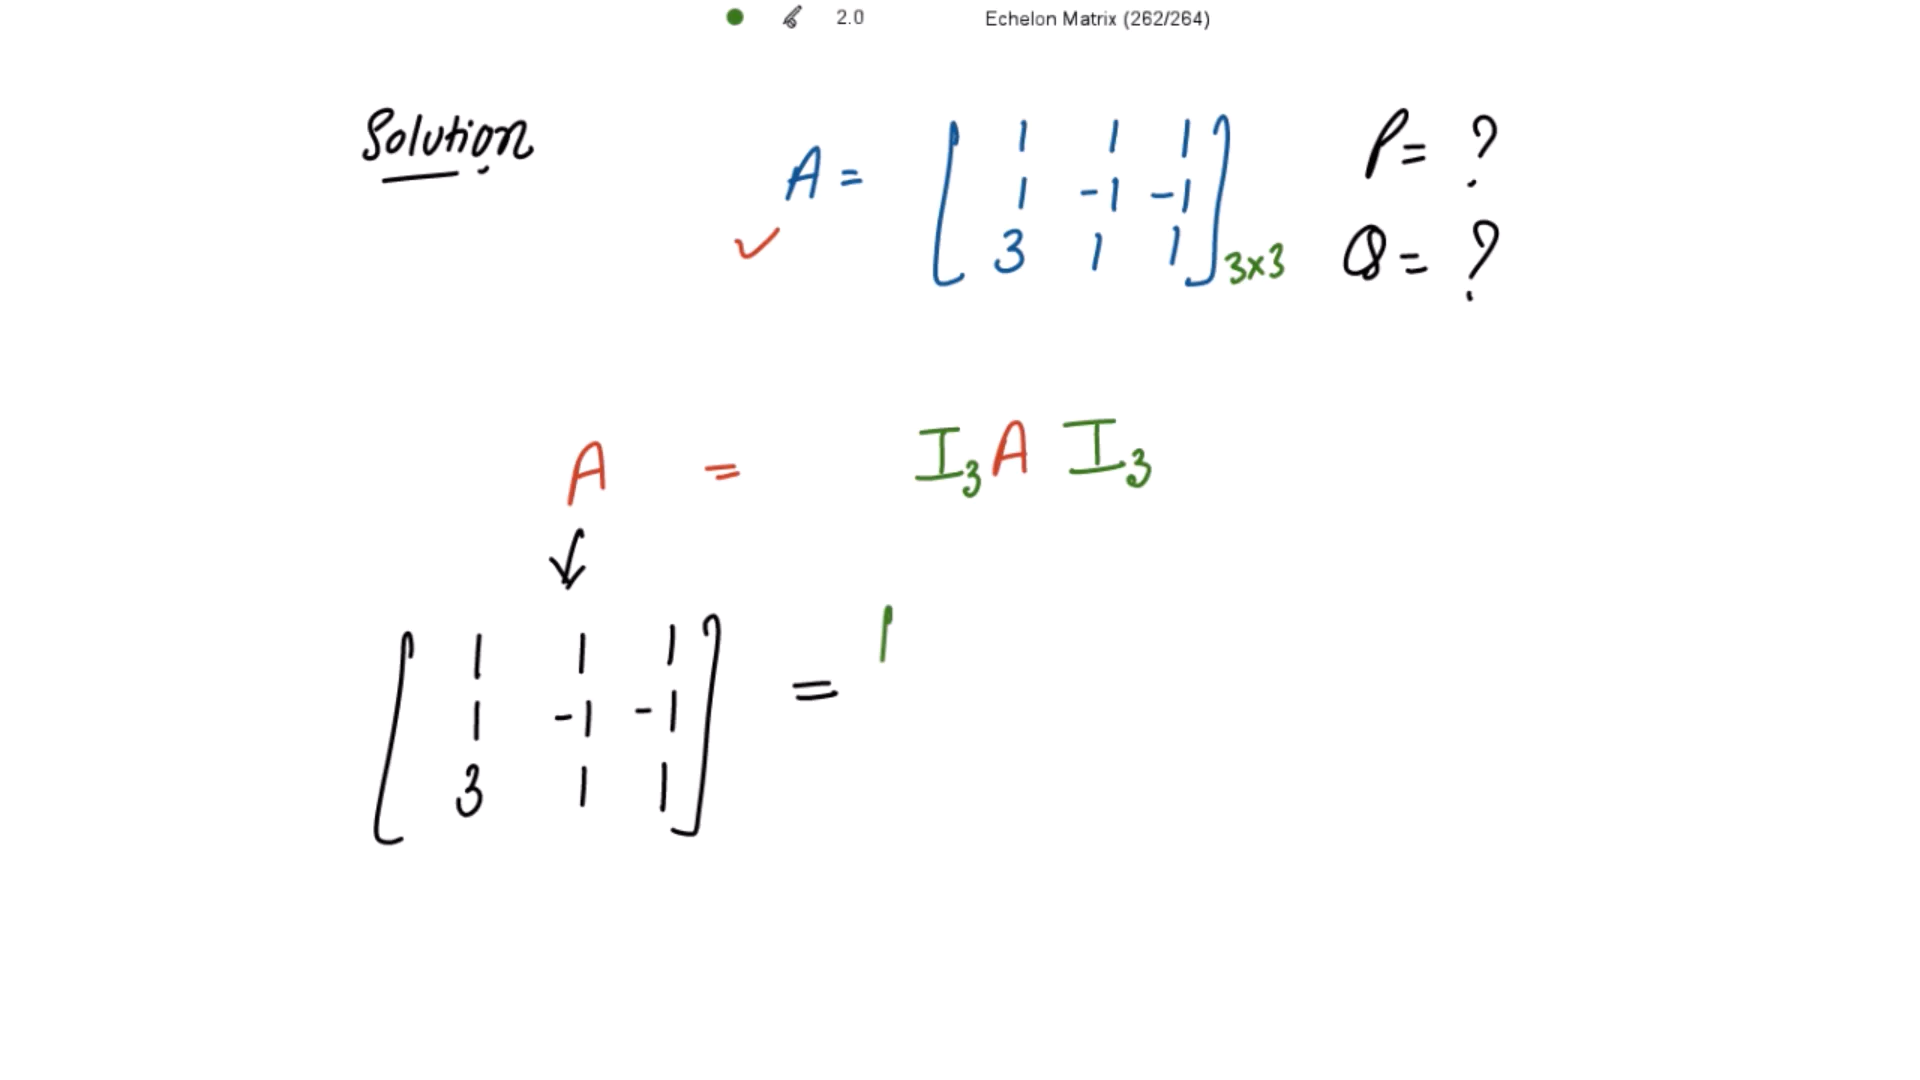 2.0 Echelon Matrix (262/264)
Solution
A = [ 1 1 1
1 -1 -1
3 1 1 ] 3x3
P = ?
Q = ?
A = I3 A I3
↓
[ 1 1 1
1 -1 -1
3 1 1 ] =